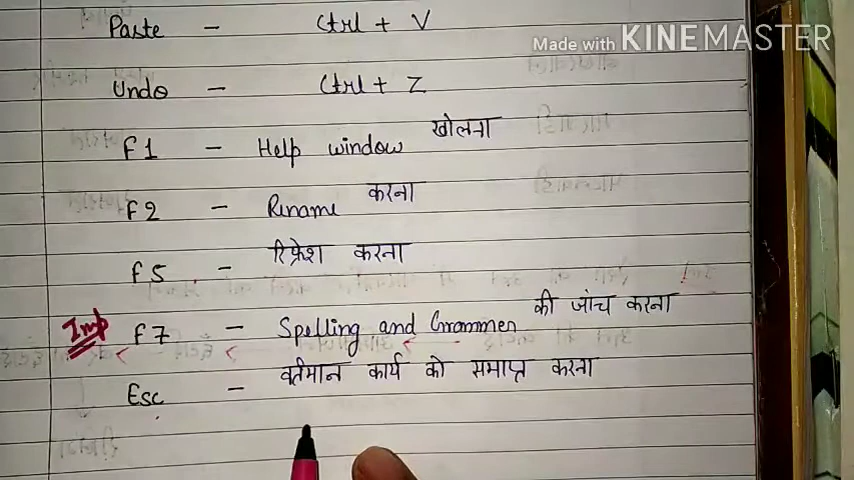 Made with KINEMASTER
Paste - Ctrl + V
Undo - Ctrl + Z
F1 - Help window खोलना
F2 - Rename करना
F5 - रिफ्रेश करना
Imp F7 - Spelling and Grammer की जांच करना
Esc - वर्तमान कार्य को समाप्त करना